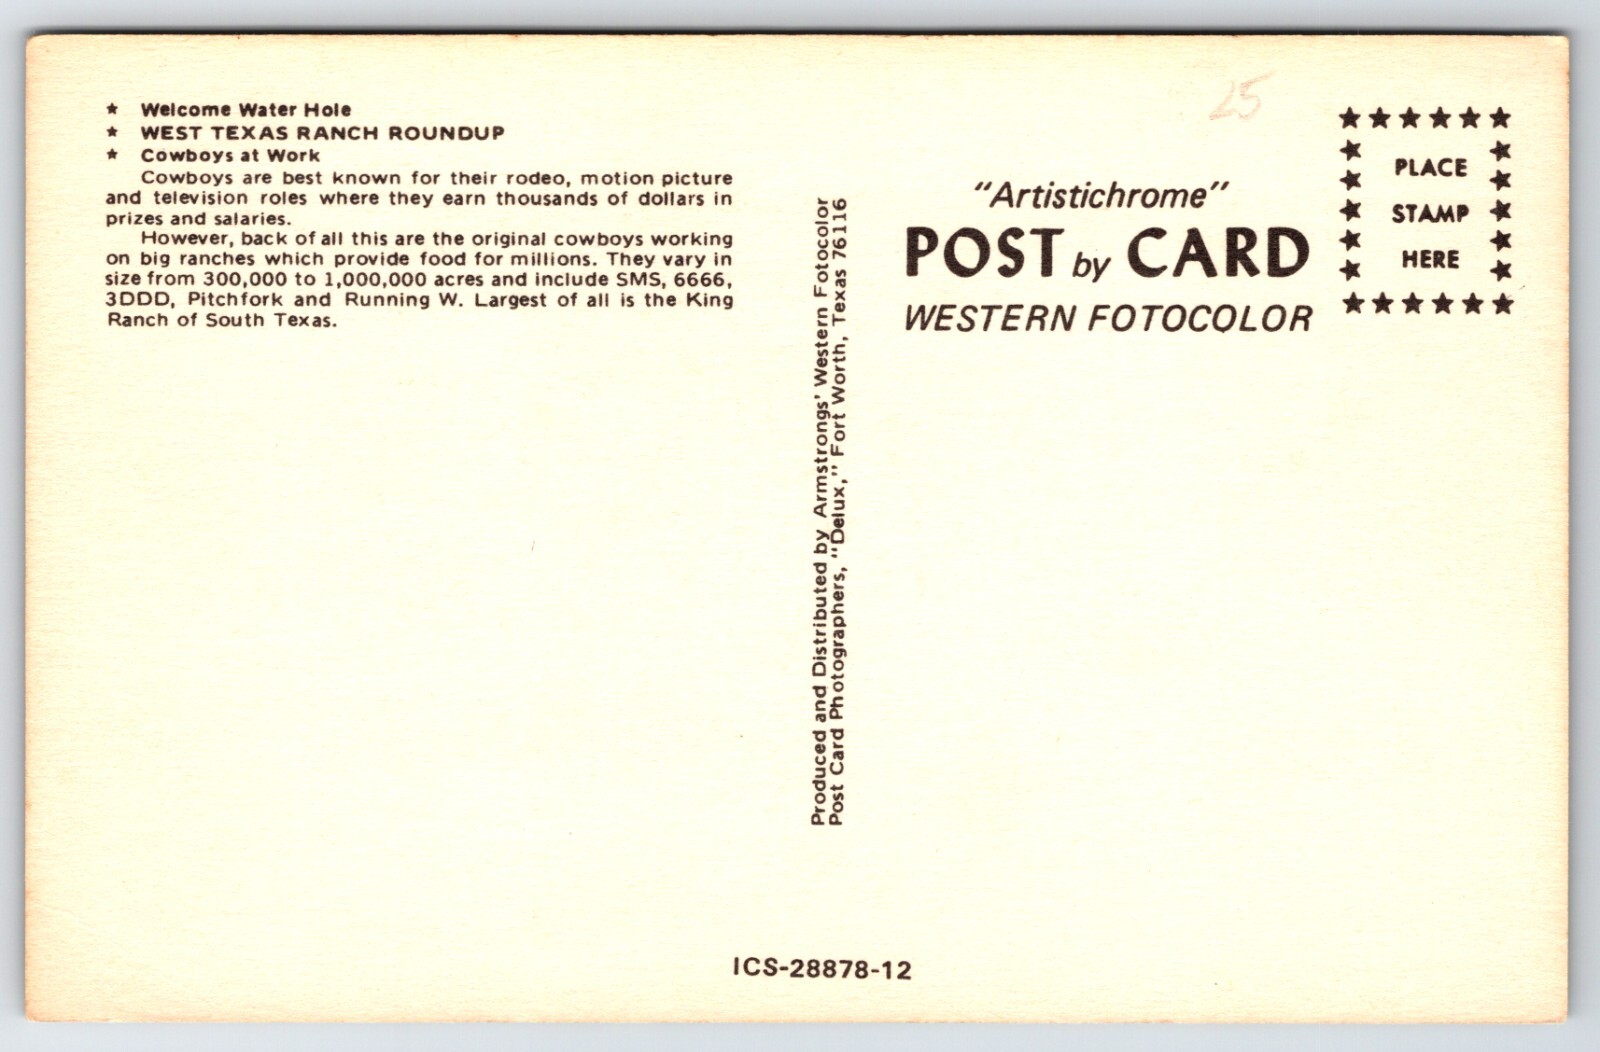 ★ Welcome Water Hole
★ WEST TEXAS RANCH ROUNDUP
★ Cowboys at Work
Cowboys are best known for their rodeo, motion picture
and television roles where they earn thousands of dollars in
prizes and salaries.
However, back of all this are the original cowboys working
on big ranches which provide food for millions. They vary in
size from 300,000 to 1,000,000 acres and include SMS, 6666,
3DDD, Pitchfork and Running W. Largest of all is the King
Ranch of South Texas.
Produced and Distributed by Armstrongs' Western Fotocolor
Post Card Photographers, "Delux," Fort Worth, Texas 76116
25
"Artistichrome"
POST by CARD
WESTERN FOTOCOLOR
PLACE
STAMP
HERE
ICS-28878-12